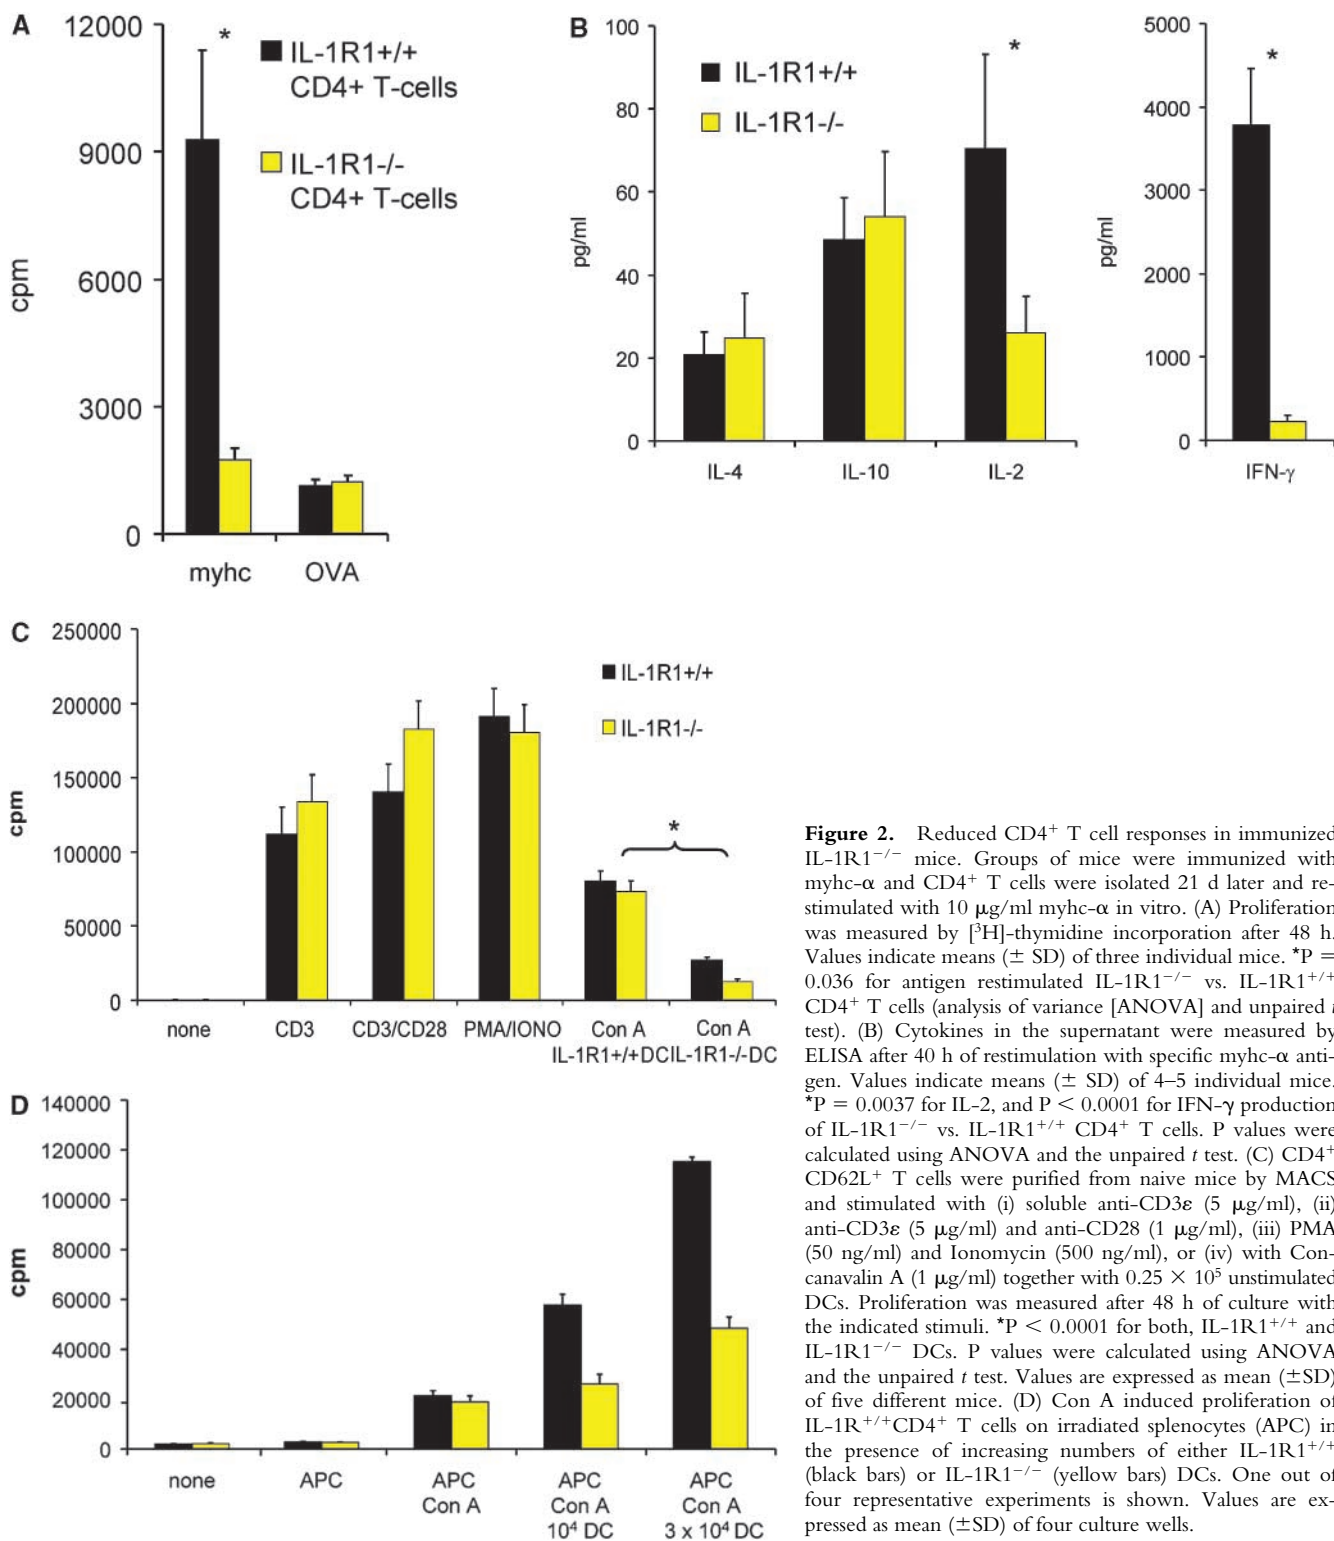 A
12000
9000
6000
3000
0
cpm
*
IL-1R1+/+
CD4+ T-cells
IL-1R1-/-
CD4+ T-cells
myhc OVA
B
100
80
60
40
20
0
pg/ml
IL-1R1+/+
IL-1R1-/-
*
IL-4 IL-10 IL-2
5000
4000
3000
2000
1000
0
pg/ml
*
IFN-γ
C
250000
200000
150000
100000
50000
0
cpm
IL-1R1+/+
IL-1R1-/-
*
none CD3 CD3/CD28 PMA/IONO Con A Con A
IL-1R1+/+DC IL-1R1-/-DC
D
140000
120000
100000
80000
60000
40000
20000
0
cpm
none APC APC APC APC
Con A Con A Con A
10⁴ DC 3 x 10⁴ DC
Figure 2. Reduced CD4⁺ T cell responses in immunized
IL-1R1⁻/⁻ mice. Groups of mice were immunized with
myhc-α and CD4⁺ T cells were isolated 21 d later and re-
stimulated with 10 μg/ml myhc-α in vitro. (A) Proliferation
was measured by [³H]-thymidine incorporation after 48 h.
Values indicate means (± SD) of three individual mice. *P =
0.036 for antigen restimulated IL-1R1⁻/⁻ vs. IL-1R1⁺/⁺
CD4⁺ T cells (analysis of variance [ANOVA] and unpaired t
test). (B) Cytokines in the supernatant were measured by
ELISA after 40 h of restimulation with specific myhc-α anti-
gen. Values indicate means (± SD) of 4–5 individual mice.
*P = 0.0037 for IL-2, and P < 0.0001 for IFN-γ production
of IL-1R1⁻/⁻ vs. IL-1R1⁺/⁺ CD4⁺ T cells. P values were
calculated using ANOVA and the unpaired t test. (C) CD4⁺
CD62L⁺ T cells were purified from naive mice by MACS
and stimulated with (i) soluble anti-CD3ε (5 μg/ml), (ii)
anti-CD3ε (5 μg/ml) and anti-CD28 (1 μg/ml), (iii) PMA
(50 ng/ml) and Ionomycin (500 ng/ml), or (iv) with Con-
canavalin A (1 μg/ml) together with 0.25 × 10⁵ unstimulated
DCs. Proliferation was measured after 48 h of culture with
the indicated stimuli. *P < 0.0001 for both, IL-1R1⁺/⁺ and
IL-1R1⁻/⁻ DCs. P values were calculated using ANOVA
and the unpaired t test. Values are expressed as mean (±SD)
of five different mice. (D) Con A induced proliferation of
IL-1R⁺/⁺CD4⁺ T cells on irradiated splenocytes (APC) in
the presence of increasing numbers of either IL-1R1⁺/⁺
(black bars) or IL-1R1⁻/⁻ (yellow bars) DCs. One out of
four representative experiments is shown. Values are ex-
pressed as mean (±SD) of four culture wells.